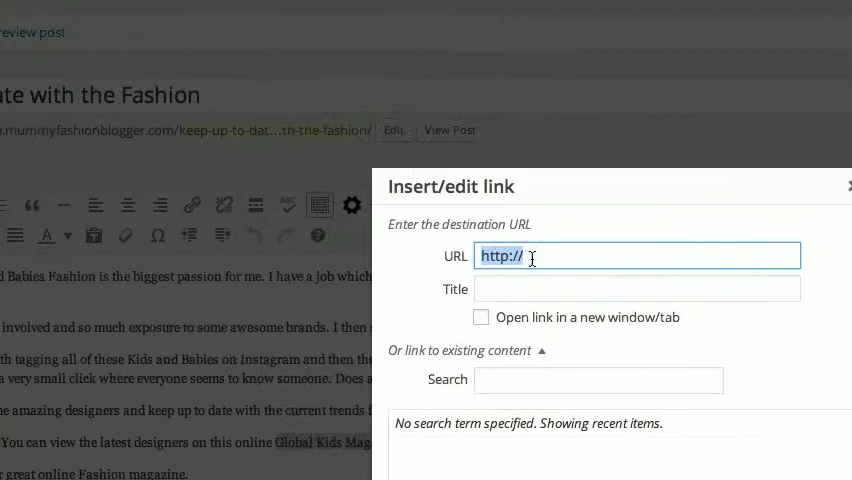 review post
ate with the Fashion
w.mummyfashionblogger.com/keep-up-to-dat...th-the-fashion/ Edit View Post
Insert/edit link
Enter the destination URL
ABC
URL http://
A
d Babies Fashion is the biggest passion for me. I have a job which
Title
involved and so much exposure to some awesome brands. I then s
Open link in a new window/tab
th tagging all of these Kids and Babies on Instagram and then the
Or link to existing content
a very small click where everyone seems to know someone. Does a
Search
ne amazing designers and keep up to date with the current trends f
No search term specified. Showing recent items.
You can view the latest designers on this online Global Kids Mag
r great online Fashion magazine.